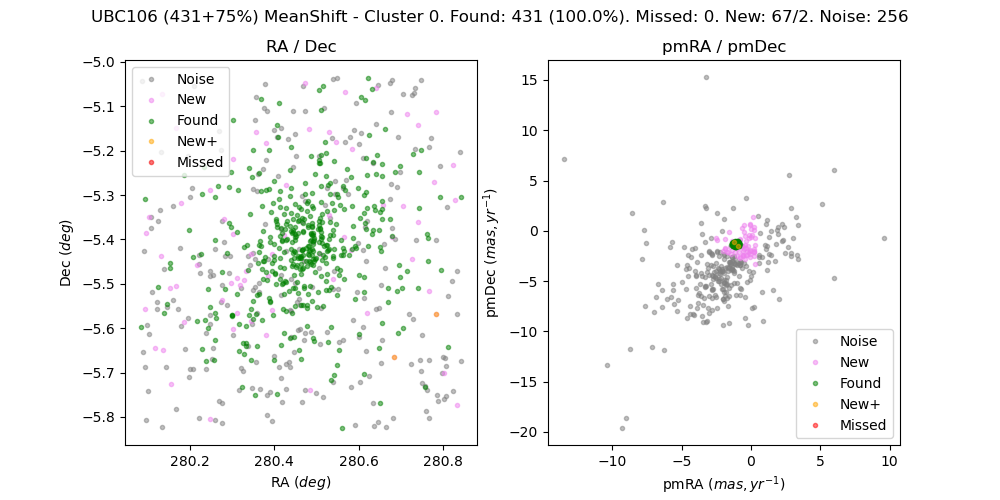 UBC106 (431+75%) MeanShift - Cluster 0. Found: 431 (100.0%). Missed: 0. New: 67/2. Noise: 256
RA / Dec
−5.0
−5.1
−5.2
−5.3
−5.4
−5.5
−5.6
−5.7
−5.8
Dec (deg)
Noise
New
Found
New+
Missed
280.2
280.4
280.6
280.8
RA (deg)
pmRA / pmDec
15
10
5
0
−5
−10
−15
−20
pmDec (mas, yr⁻¹)
Noise
New
Found
New+
Missed
−10
−5
0
5
10
pmRA (mas, yr⁻¹)